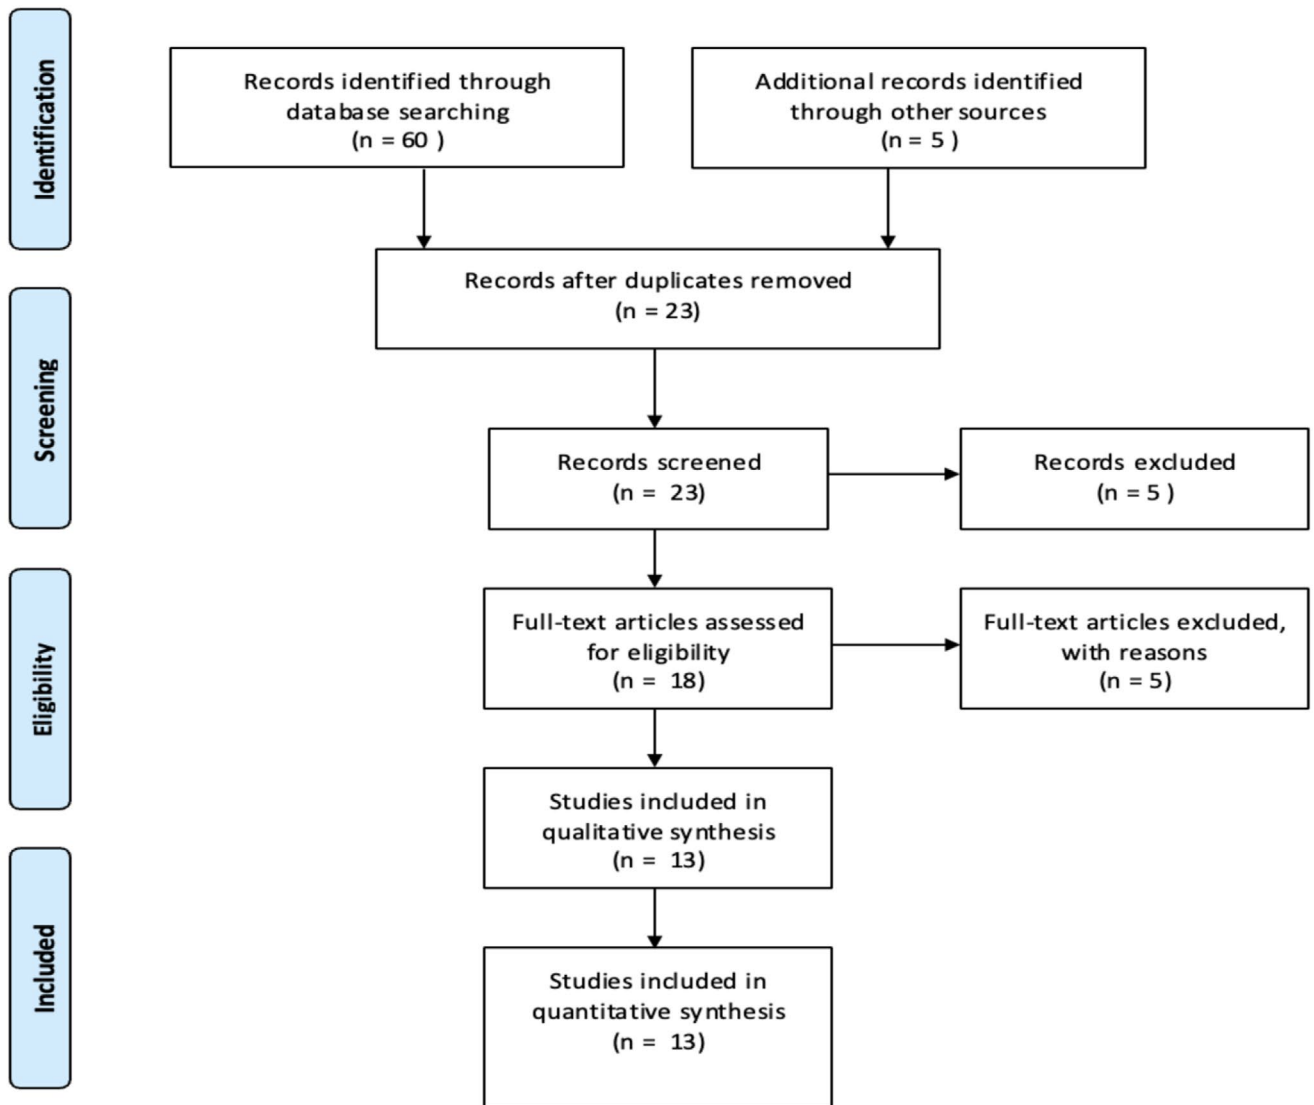 Identification
Records identified through
database searching
(n = 60 )
Additional records identified
through other sources
(n = 5 )
Records after duplicates removed
(n = 23)
Screening
Records screened
(n = 23)
Records excluded
(n = 5 )
Eligibility
Full-text articles assessed
for eligibility
(n = 18)
Full-text articles excluded,
with reasons
(n = 5)
Studies included in
qualitative synthesis
(n = 13)
Included
Studies included in
quantitative synthesis
(n = 13)